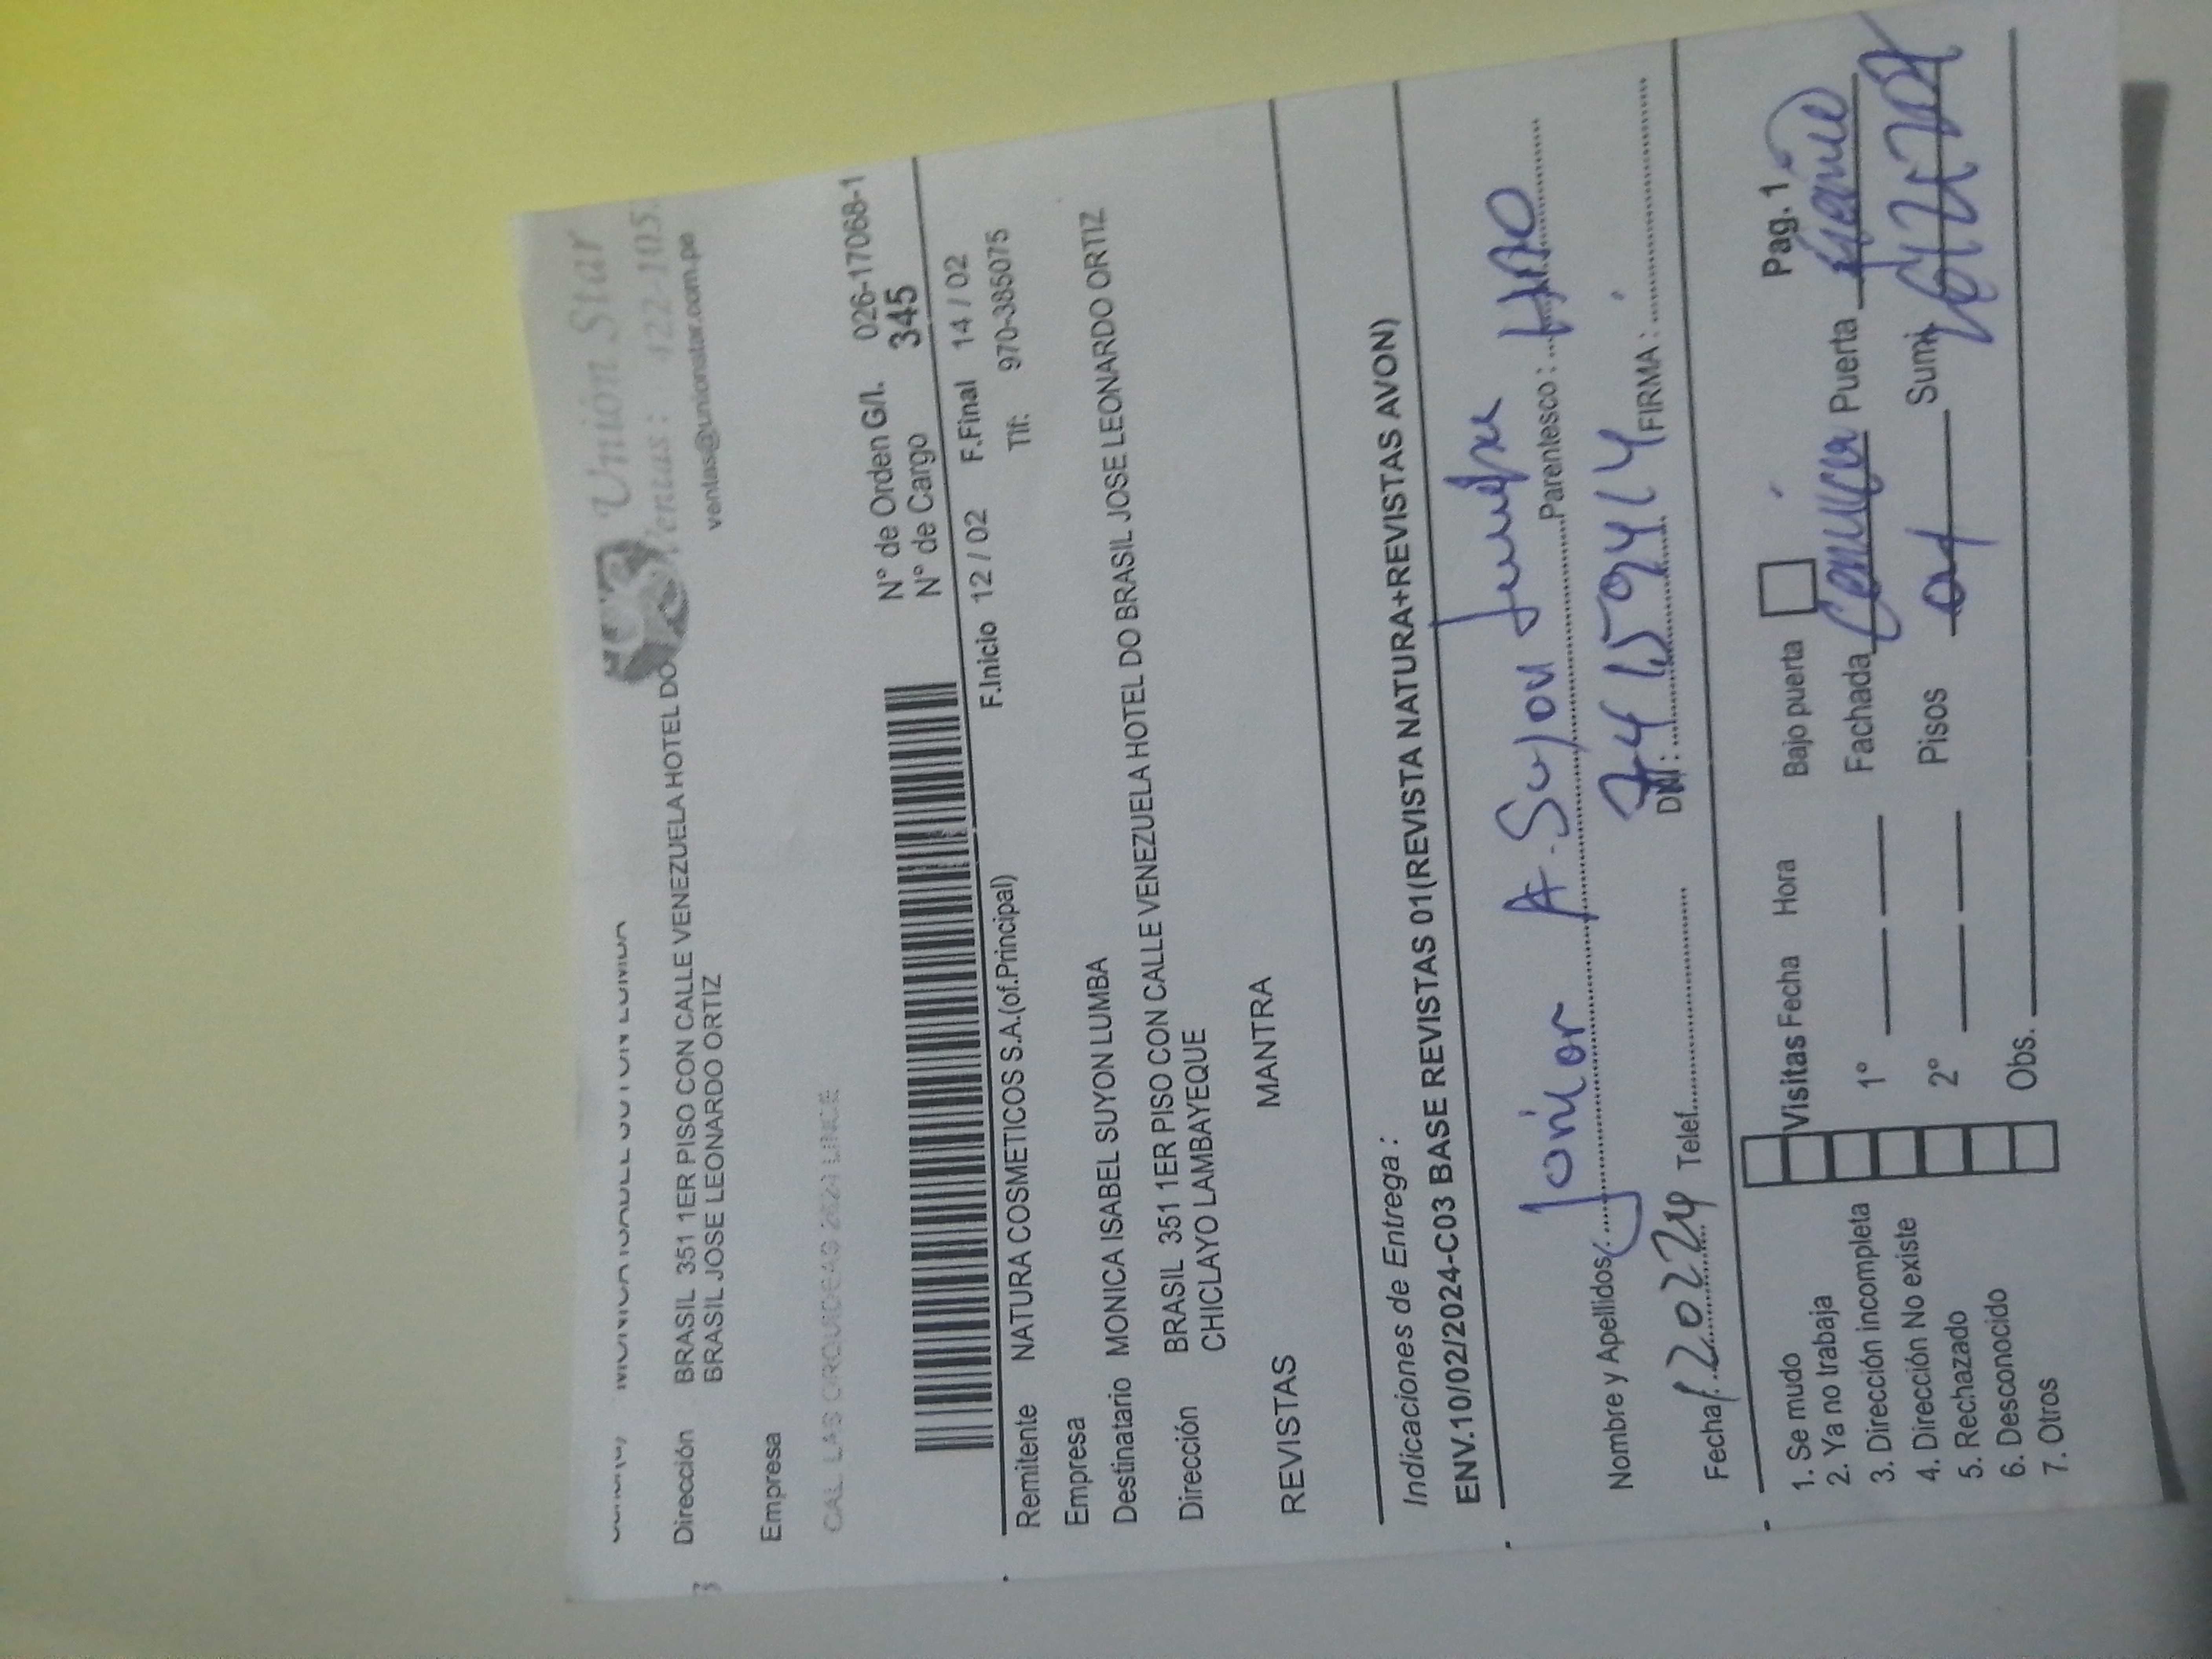 Unión Star
Ventas: 422-105
ventas@unionstar.com.pe
Dirección BRASIL 351 1ER PISO CON CALLE VENEZUELA HOTEL DO
BRASIL JOSE LEONARDO ORTIZ
Empresa
CAL. LAS ORQUIDEAS 2624 LINCE
N° de Orden G/I. 026-17068-1
N° de Cargo 345
F.Inicio 12 / 02 F.Final 14 / 02
Remitente NATURA COSMETICOS S.A.(of.Principal) Tlf: 970-385075
Empresa
Destinatario MONICA ISABEL SUYON LUMBA
Dirección BRASIL 351 1ER PISO CON CALLE VENEZUELA HOTEL DO BRASIL JOSE LEONARDO ORTIZ
CHICLAYO LAMBAYEQUE
REVISTAS MANTRA
Indicaciones de Entrega :
ENV.10/02/2024-C03 BASE REVISTAS 01(REVISTA NATURA+REVISTAS AVON)
Nombre y Apellidos Junior A. Suyon Parentesco : HNO
Fecha Telef. DNI: 74159414 FIRMA :
1. Se mudo
2. Ya no trabaja
3. Dirección incompleta
4. Dirección No existe
5. Rechazado
6. Desconocido
7. Otros
Visitas Fecha Hora Bajo puerta Pag. 1
1° Fachada Puerta
2° Pisos Sumi
Obs.